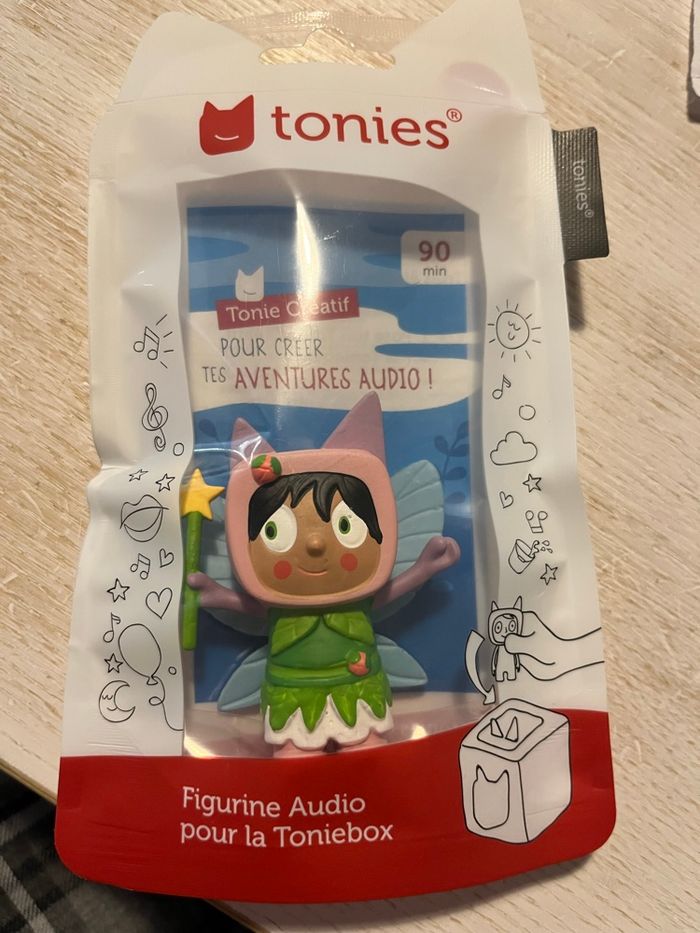 tonies®
tonies®
90
min
Tonie Créatif
POUR CRÉER
TES AVENTURES AUDIO !
Figurine Audio
pour la Toniebox